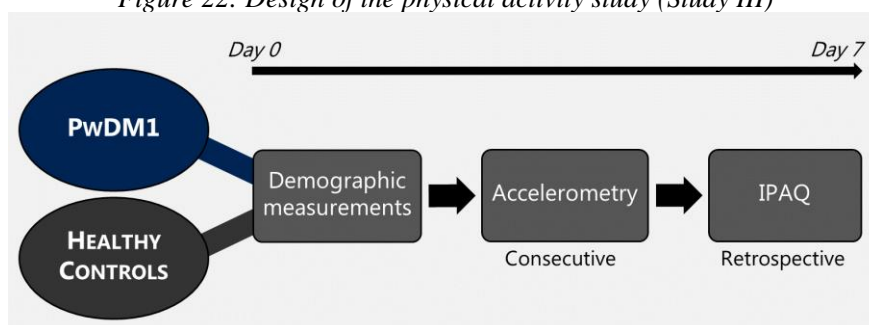 Figure 22: Design of the physical activity study (Study III)
Day 0
Day 7
PwDM1
HEALTHY
CONTROLS
Demographic
measurements
Accelerometry
Consecutive
IPAQ
Retrospective